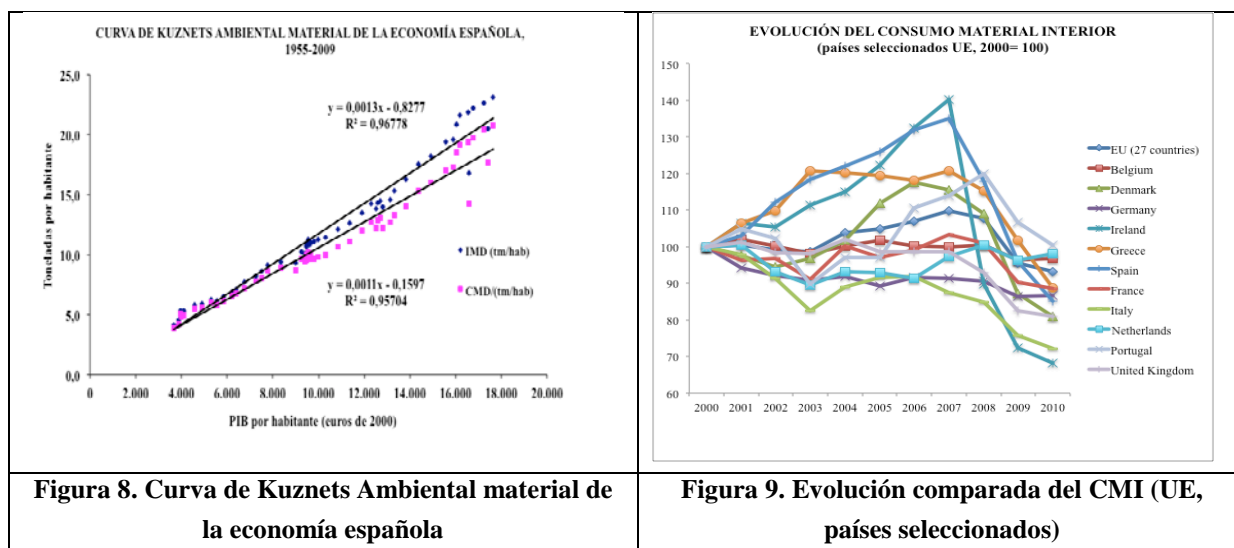 CURVA DE KUZNETS AMBIENTAL MATERIAL DE LA ECONOMÍA ESPAÑOLA,
1955-2009
Toneladas por habitante
25,0
20,0
15,0
10,0
5,0
0,0
y = 0,0013x - 0,8277
R² = 0,96778
y = 0,0011x - 0,1597
R² = 0,95704
IMD (tm/hab)
CMD/(tm/hab)
0 2.000 4.000 6.000 8.000 10.000 12.000 14.000 16.000 18.000 20.000
PIB por habitante (euros de 2000)
Figura 8. Curva de Kuznets Ambiental material de
la economía española
EVOLUCIÓN DEL CONSUMO MATERIAL INTERIOR
(países seleccionados UE, 2000= 100)
150
140
130
120
110
100
90
80
70
60
2000 2001 2002 2003 2004 2005 2006 2007 2008 2009 2010
EU (27 countries)
Belgium
Denmark
Germany
Ireland
Greece
Spain
France
Italy
Netherlands
Portugal
United Kingdom
Figura 9. Evolución comparada del CMI (UE,
países seleccionados)